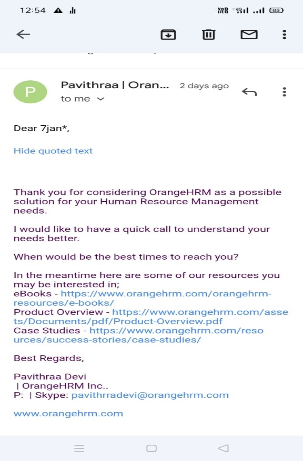 12:54
P
Pavithraa | Oran... 2 days ago
to me
Dear 7jan*,
Hide quoted text
Thank you for considering OrangeHRM as a possible
solution for your Human Resource Management
needs.
I would like to have a quick call to understand your
needs better.
When would be the best times to reach you?
In the meantime here are some of our resources you
may be interested in;
eBooks - https://www.orangehrm.com/orangehrm-
resources/e-books/
Product Overview - https://www.orangehrm.com/asse
ts/Documents/pdf/Product-Overview.pdf
Case Studies - https://www.orangehrm.com/reso
urces/success-stories/case-studies/
Best Regards,
Pavithraa Devi
| OrangeHRM Inc..
P: | Skype: pavithrradevi@orangehrm.com
www.orangehrm.com